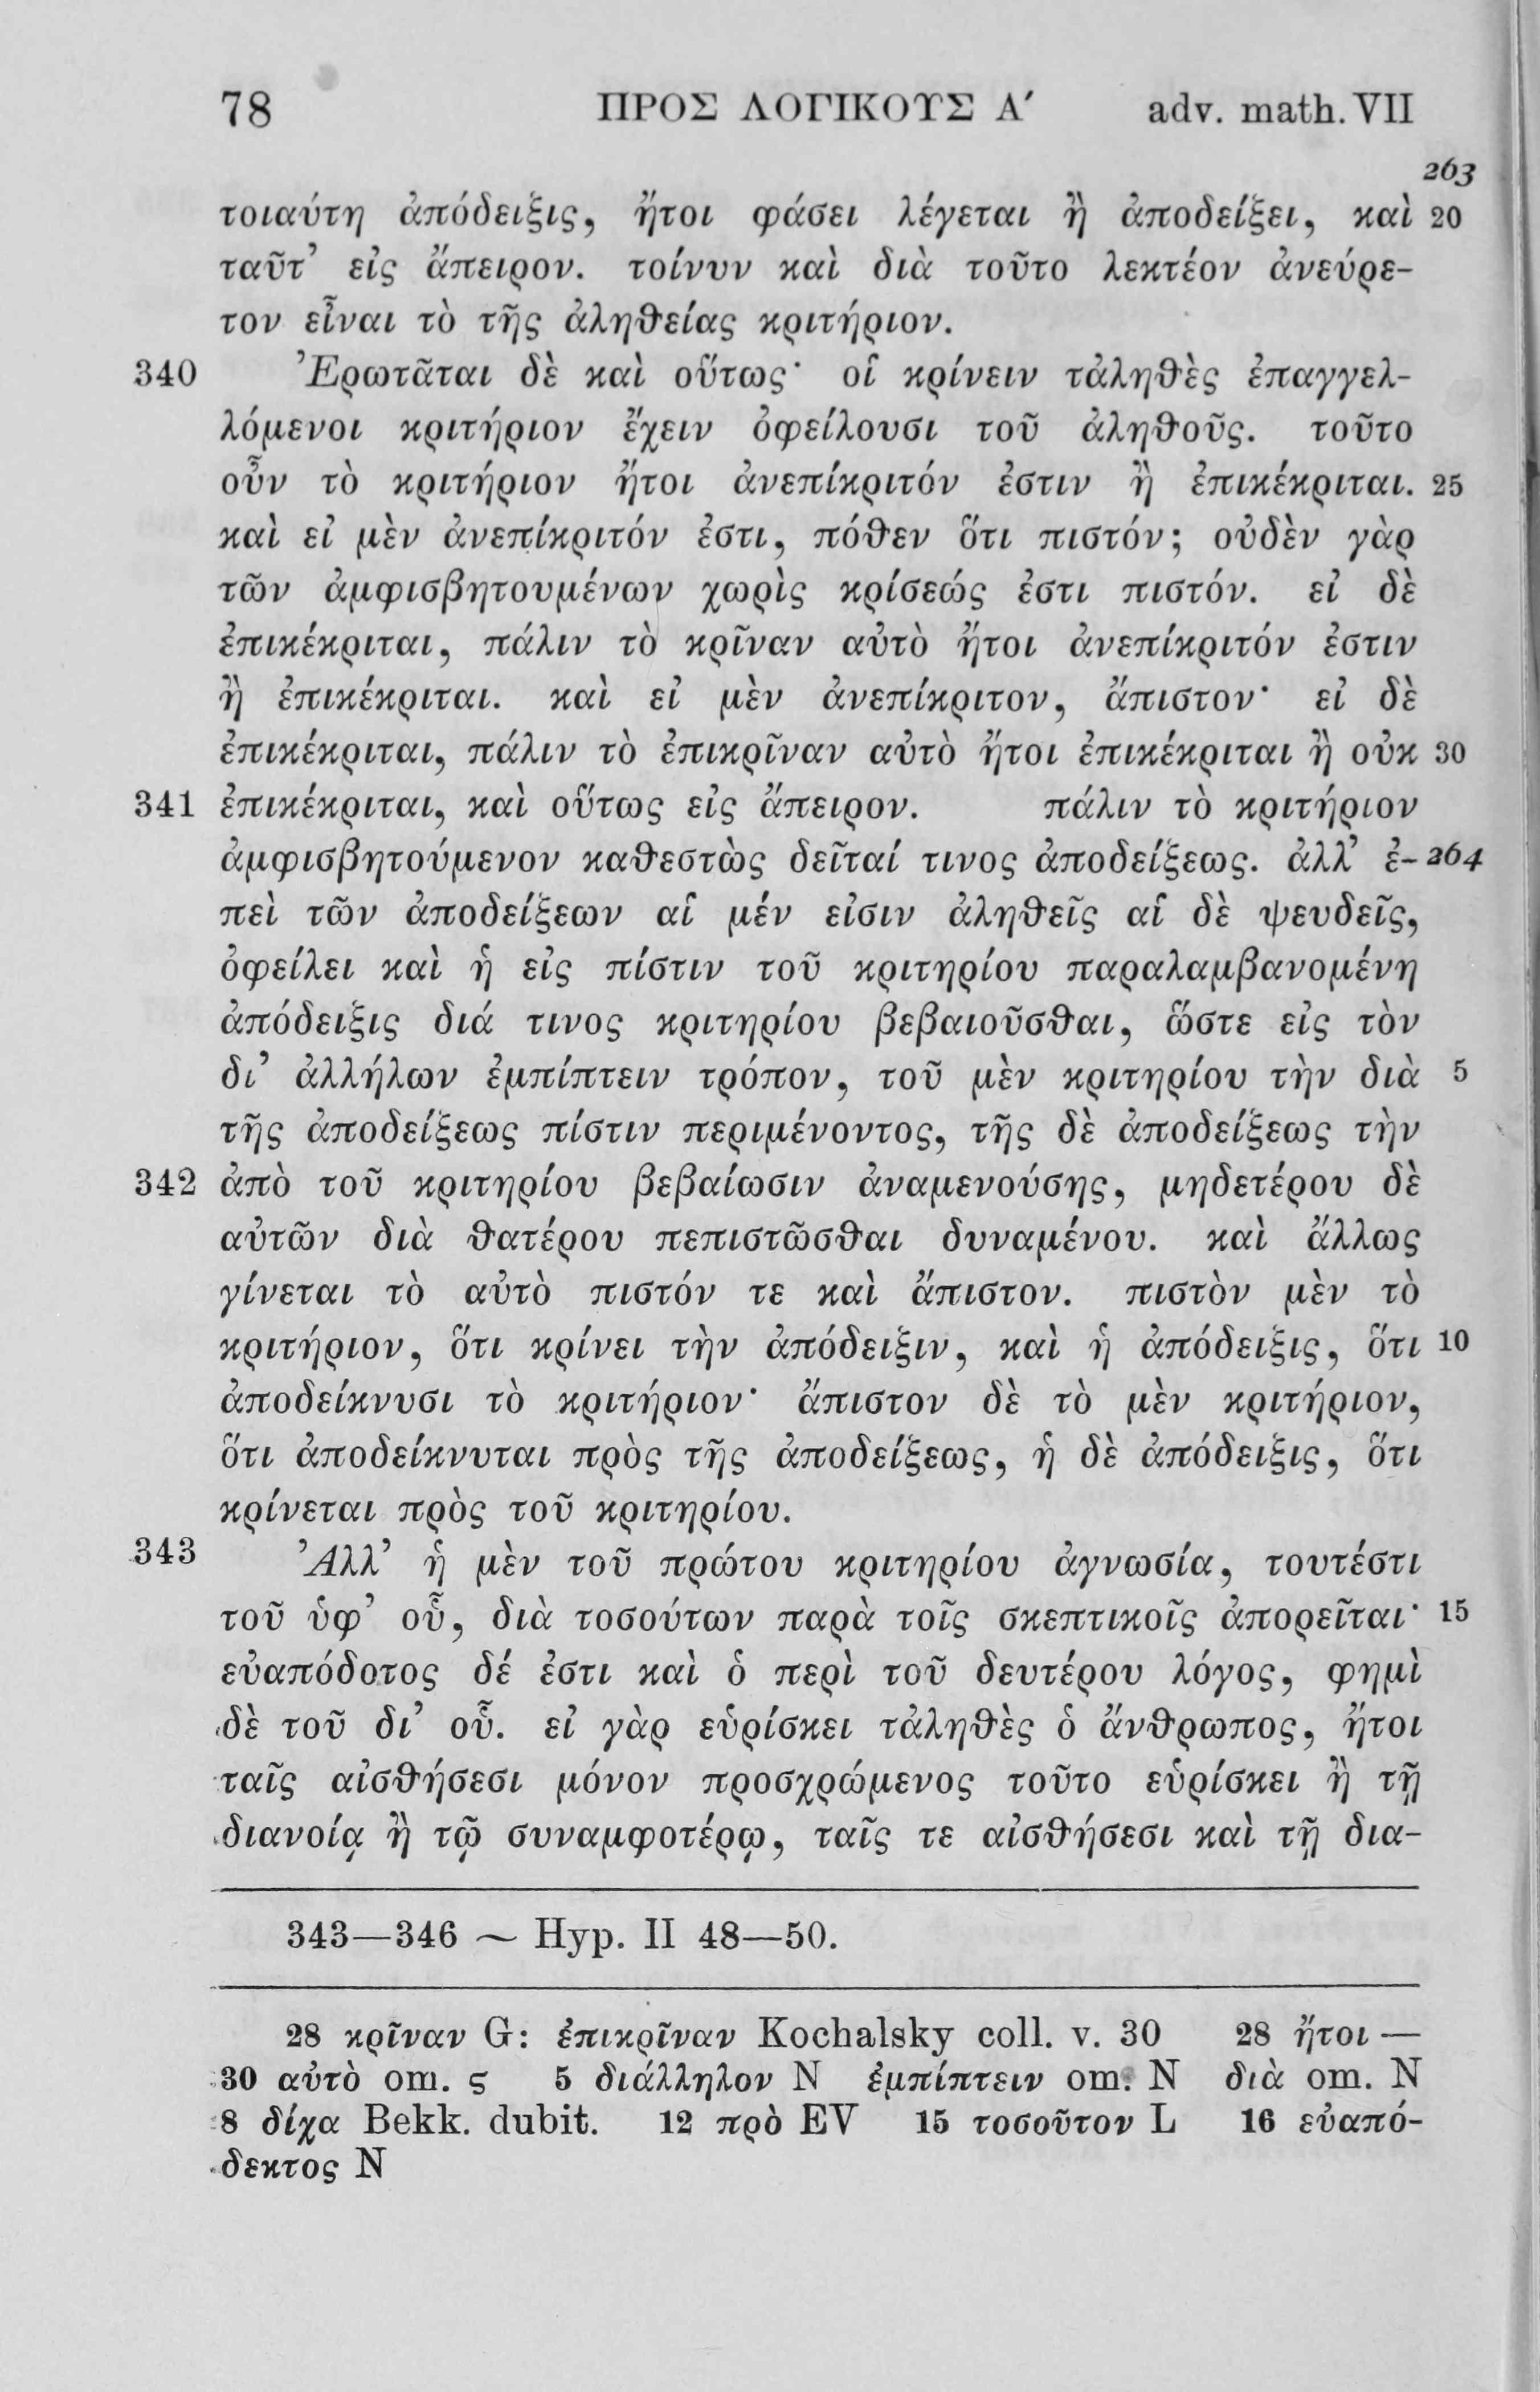 78 ΠΡΟΣ ΛΟΓΙΚΟΥΣ Α΄ adv. math. VII
263
τοιαύτη ἀπόδειξις, ἤτοι φάσει λέγεται ἢ ἀποδείξει, καὶ 20
ταῦτ’ εἰς ἄπειρον. τοίνυν καὶ διὰ τοῦτο λεκτέον ἀνεύρε-
τον εἶναι τὸ τῆς ἀληθείας κριτήριον.
340 Ἐρωτᾶται δὲ καὶ οὕτως· οἱ κρίνειν τἀληθὲς ἐπαγγελ-
λόμενοι κριτήριον ἔχειν ὀφείλουσι τοῦ ἀληθοῦς. τοῦτο
οὖν τὸ κριτήριον ἤτοι ἀνεπίκριτόν ἐστιν ἢ ἐπικέκριται. 25
καὶ εἰ μὲν ἀνεπίκριτόν ἐστι, πόθεν ὅτι πιστόν; οὐδὲν γὰρ
τῶν ἀμφισβητουμένων χωρὶς κρίσεώς ἐστι πιστόν. εἰ δὲ
ἐπικέκριται, πάλιν τὸ κρῖναν αὐτὸ ἤτοι ἀνεπίκριτόν ἐστιν
ἢ ἐπικέκριται. καὶ εἰ μὲν ἀνεπίκριτον, ἄπιστον· εἰ δὲ
ἐπικέκριται, πάλιν τὸ ἐπικρῖναν αὐτὸ ἤτοι ἐπικέκριται ἢ οὐκ 30
341 ἐπικέκριται, καὶ οὕτως εἰς ἄπειρον. πάλιν τὸ κριτήριον
ἀμφισβητούμενον καθεστὼς δεῖταί τινος ἀποδείξεως. ἀλλ’ ἐ- 264
πεὶ τῶν ἀποδείξεων αἱ μέν εἰσιν ἀληθεῖς αἱ δὲ ψευδεῖς,
ὀφείλει καὶ ἡ εἰς πίστιν τοῦ κριτηρίου παραλαμβανομένη
ἀπόδειξις διά τινος κριτηρίου βεβαιοῦσθαι, ὥστε εἰς τὸν
δι’ ἀλλήλων ἐμπίπτειν τρόπον, τοῦ μὲν κριτηρίου τὴν διὰ 5
τῆς ἀποδείξεως πίστιν περιμένοντος, τῆς δὲ ἀποδείξεως τὴν
342 ἀπὸ τοῦ κριτηρίου βεβαίωσιν ἀναμενούσης, μηδετέρου δὲ
αὐτῶν διὰ θατέρου πεπιστῶσθαι δυναμένου. καὶ ἄλλως
γίνεται τὸ αὐτὸ πιστόν τε καὶ ἄπιστον. πιστὸν μὲν τὸ
κριτήριον, ὅτι κρίνει τὴν ἀπόδειξιν, καὶ ἡ ἀπόδειξις, ὅτι 10
ἀποδείκνυσι τὸ κριτήριον· ἄπιστον δὲ τὸ μὲν κριτήριον,
ὅτι ἀποδείκνυται πρὸς τῆς ἀποδείξεως, ἡ δὲ ἀπόδειξις, ὅτι
κρίνεται πρὸς τοῦ κριτηρίου.
343 Ἀλλ’ ἡ μὲν τοῦ πρώτου κριτηρίου ἀγνωσία, τουτέστι
τοῦ ὑφ’ οὗ, διὰ τοσούτων παρὰ τοῖς σκεπτικοῖς ἀπορεῖται· 15
εὐαπόδοτος δέ ἐστι καὶ ὁ περὶ τοῦ δευτέρου λόγος, φημὶ
δὲ τοῦ δι’ οὗ. εἰ γὰρ εὑρίσκει τἀληθὲς ὁ ἄνθρωπος, ἤτοι
ταῖς αἰσθήσεσι μόνον προσχρώμενος τοῦτο εὑρίσκει ἢ τῇ
διανοίᾳ ἢ τῷ συναμφοτέρῳ, ταῖς τε αἰσθήσεσι καὶ τῇ δια-
343—346 ∼ Hyp. II 48—50.
28 κρῖναν G: ἐπικρῖναν Kochalsky coll. v. 30 28 ἤτοι —
30 αὐτὸ om. ς 5 διάλληλον N ἐμπίπτειν om. N διὰ om. N
8 δίχα Bekk. dubit. 12 πρὸ EV 15 τοσοῦτον L 16 εὐαπό-
δεκτος N